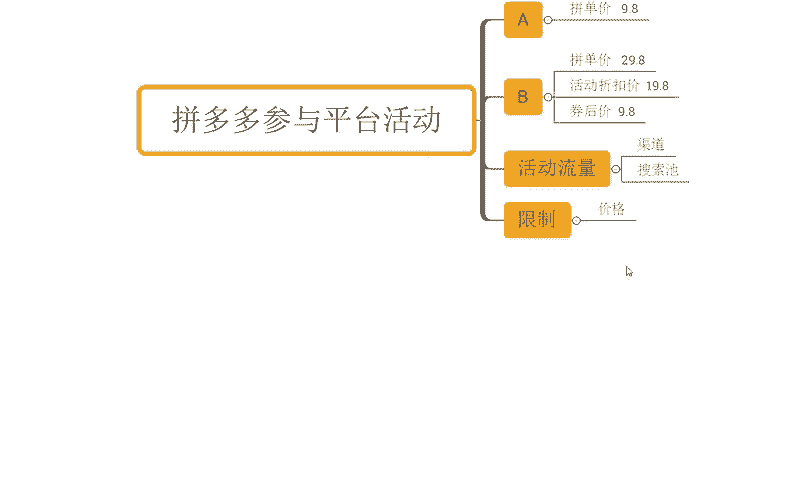 拼多多参与平台活动
A
拼单价 9.8
B
拼单价 29.8
活动折扣价 19.8
券后价 9.8
活动流量
渠道
搜索池
限制
价格